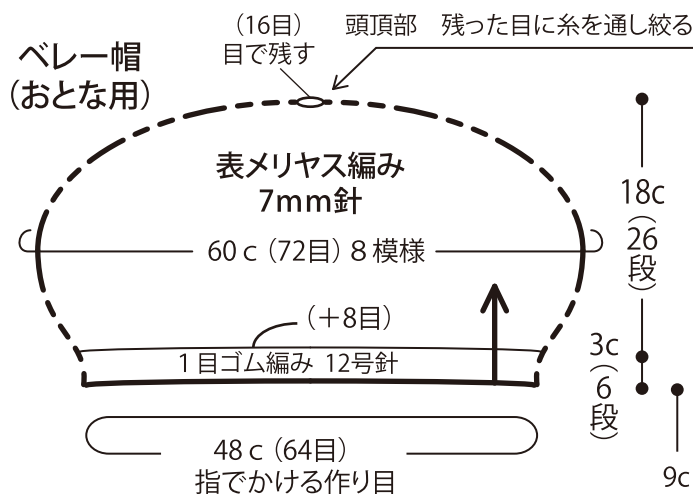 ベレー帽
（おとな用）
（16目）
目で残す
頭頂部 残った目に糸を通し絞る
表メリヤス編み
7mm針
60c（72目）8模様
（＋8目）
1目ゴム編み 12号針
48c（64目）
指でかける作り目
18c（26段）
3c（6段）
9c